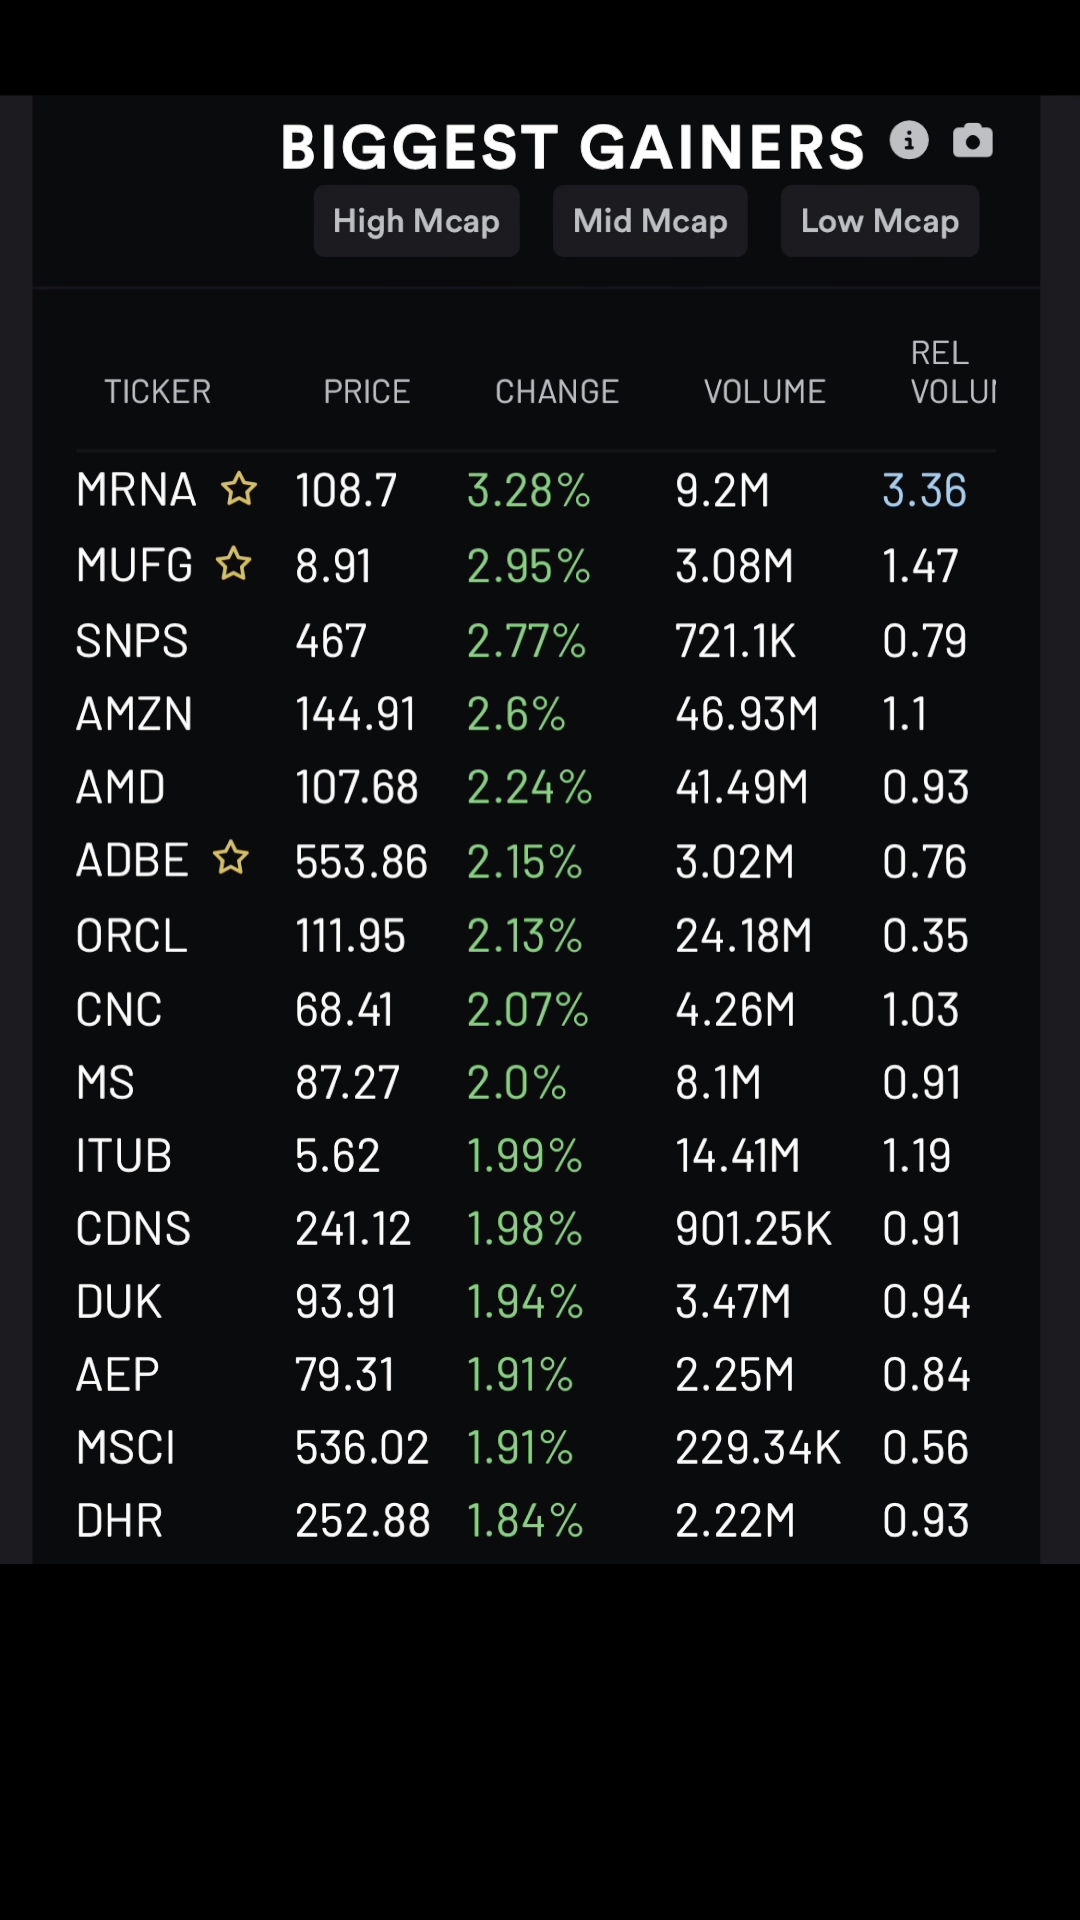 BIGGEST GAINERS
High Mcap Mid Mcap Low Mcap
TICKER PRICE CHANGE VOLUME REL VOLU
MRNA 108.7 3.28% 9.2M 3.36
MUFG 8.91 2.95% 3.08M 1.47
SNPS 467 2.77% 721.1K 0.79
AMZN 144.91 2.6% 46.93M 1.1
AMD 107.68 2.24% 41.49M 0.93
ADBE 553.86 2.15% 3.02M 0.76
ORCL 111.95 2.13% 24.18M 0.35
CNC 68.41 2.07% 4.26M 1.03
MS 87.27 2.0% 8.1M 0.91
ITUB 5.62 1.99% 14.41M 1.19
CDNS 241.12 1.98% 901.25K 0.91
DUK 93.91 1.94% 3.47M 0.94
AEP 79.31 1.91% 2.25M 0.84
MSCI 536.02 1.91% 229.34K 0.56
DHR 252.88 1.84% 2.22M 0.93